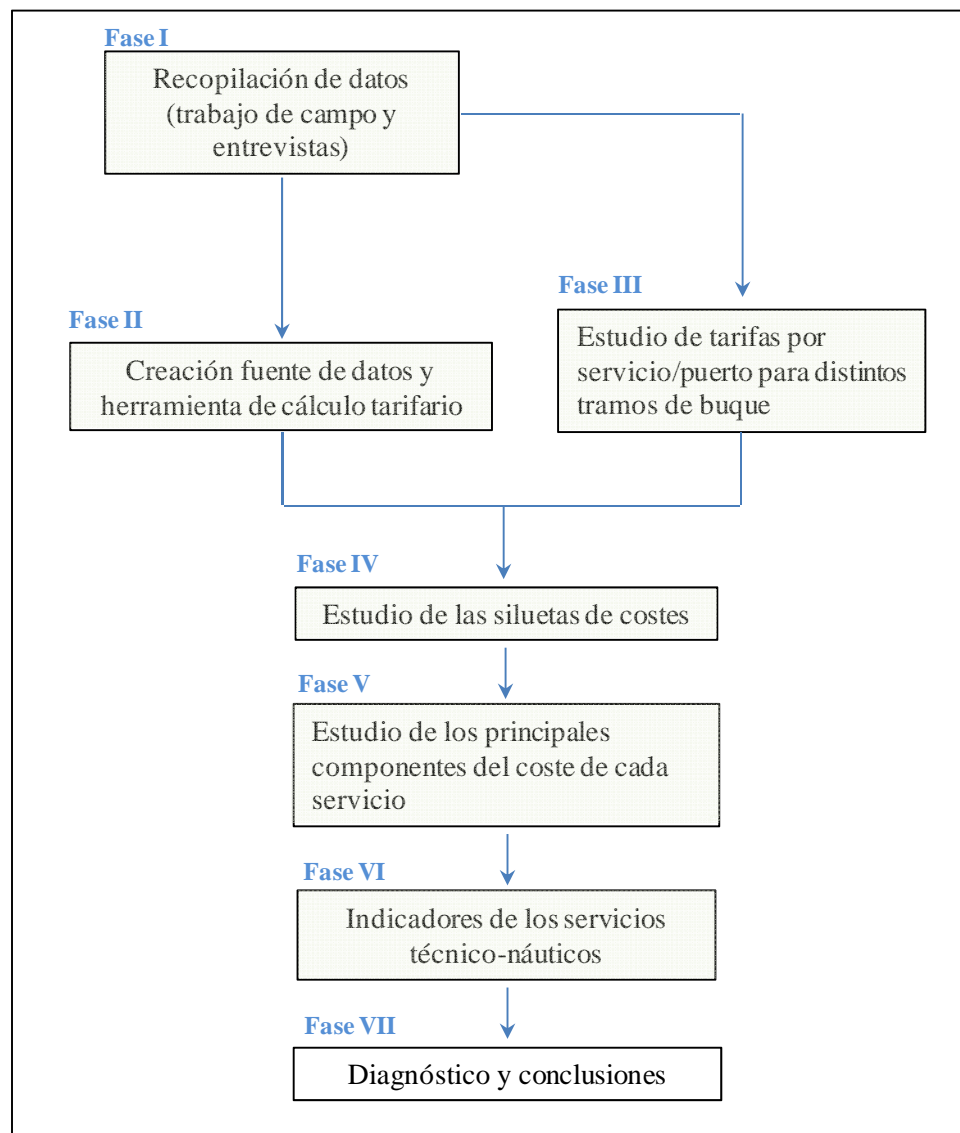 Fase I
Recopilación de datos
(trabajo de campo y
entrevistas)
Fase II
Creación fuente de datos y
herramienta de cálculo tarifario
Fase III
Estudio de tarifas por
servicio/puerto para distintos
tramos de buque
Fase IV
Estudio de las siluetas de costes
Fase V
Estudio de los principales
componentes del coste de cada
servicio
Fase VI
Indicadores de los servicios
técnico-náuticos
Fase VII
Diagnóstico y conclusiones